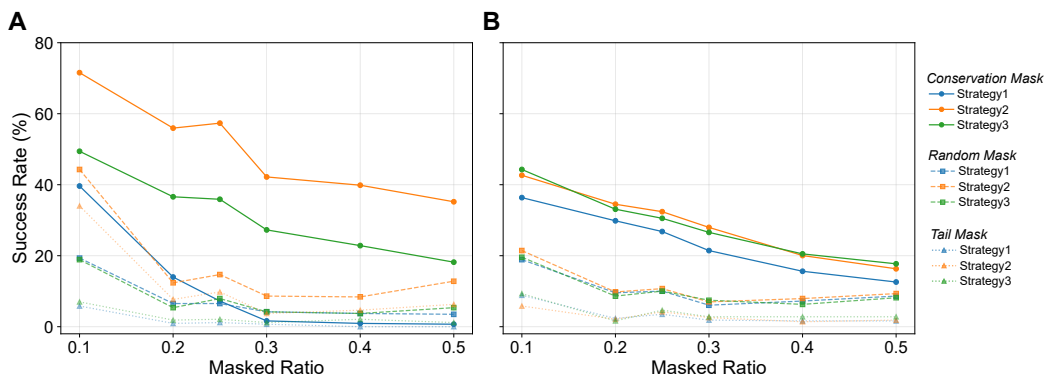 A
B
80
60
40
20
0
Success Rate (%)
0.1 0.2 0.3 0.4 0.5
Masked Ratio
0.1 0.2 0.3 0.4 0.5
Masked Ratio
Conservation Mask
Strategy1
Strategy2
Strategy3
Random Mask
Strategy1
Strategy2
Strategy3
Tail Mask
Strategy1
Strategy2
Strategy3